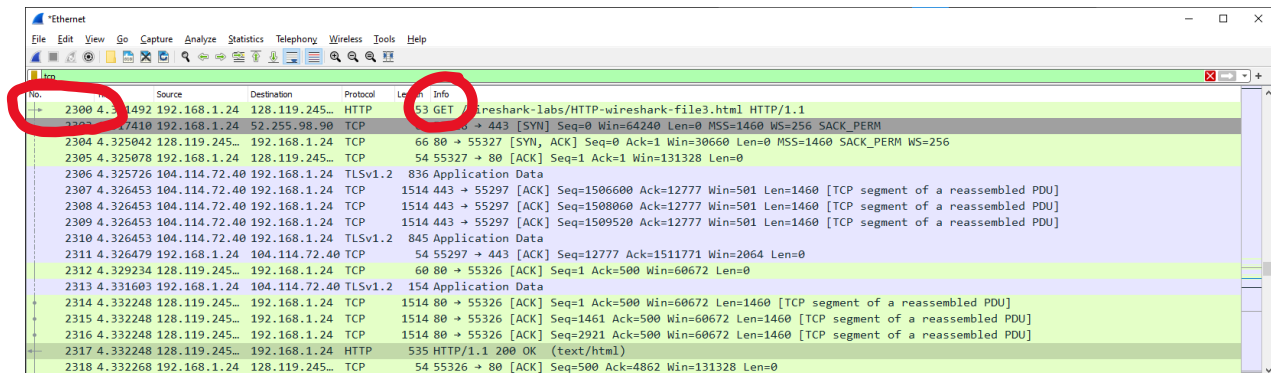 *Ethernet
File Edit View Go Capture Analyze Statistics Telephony Wireless Tools Help
tcp
No. Source Destination Protocol Info
2300 192.168.1.24 128.119.245… HTTP 53 GET HTTP/1.1
192.168.1.24 52.255.98.90 TCP → 443 [SYN] Seq=0 Win=64240 Len=0 MSS=1460 WS=256 SACK_PERM
2304 4.325042 128.119.245… 192.168.1.24 TCP 66 80 → 55327 [SYN, ACK] Seq=0 Ack=1 Win=30660 Len=0 MSS=1460 SACK_PERM WS=256
2305 4.325078 192.168.1.24 128.119.245… TCP 54 55327 → 80 [ACK] Seq=1 Ack=1 Win=131328 Len=0
2306 4.325726 104.114.72.40 192.168.1.24 TLSv1.2 836 Application Data
2307 4.326453 104.114.72.40 192.168.1.24 TCP 1514 443 → 55297 [ACK] Seq=1506600 Ack=12777 Win=501 Len=1460 [TCP segment of a reassembled PDU]
2308 4.326453 104.114.72.40 192.168.1.24 TCP 1514 443 → 55297 [ACK] Seq=1508060 Ack=12777 Win=501 Len=1460 [TCP segment of a reassembled PDU]
2309 4.326453 104.114.72.40 192.168.1.24 TCP 1514 443 → 55297 [ACK] Seq=1509520 Ack=12777 Win=501 Len=1460 [TCP segment of a reassembled PDU]
2310 4.326453 104.114.72.40 192.168.1.24 TLSv1.2 845 Application Data
2311 4.326479 192.168.1.24 104.114.72.40 TCP 54 55297 → 443 [ACK] Seq=12777 Ack=1511771 Win=2064 Len=0
2312 4.329234 128.119.245… 192.168.1.24 TCP 60 80 → 55326 [ACK] Seq=1 Ack=500 Win=60672 Len=0
2313 4.331603 192.168.1.24 104.114.72.40 TLSv1.2 154 Application Data
2314 4.332248 128.119.245… 192.168.1.24 TCP 1514 80 → 55326 [ACK] Seq=1 Ack=500 Win=60672 Len=1460 [TCP segment of a reassembled PDU]
2315 4.332248 128.119.245… 192.168.1.24 TCP 1514 80 → 55326 [ACK] Seq=1461 Ack=500 Win=60672 Len=1460 [TCP segment of a reassembled PDU]
2316 4.332248 128.119.245… 192.168.1.24 TCP 1514 80 → 55326 [ACK] Seq=2921 Ack=500 Win=60672 Len=1460 [TCP segment of a reassembled PDU]
2317 4.332248 128.119.245… 192.168.1.24 HTTP 535 HTTP/1.1 200 OK (text/html)
2318 4.332268 192.168.1.24 128.119.245… TCP 54 55326 → 80 [ACK] Seq=500 Ack=4862 Win=131328 Len=0